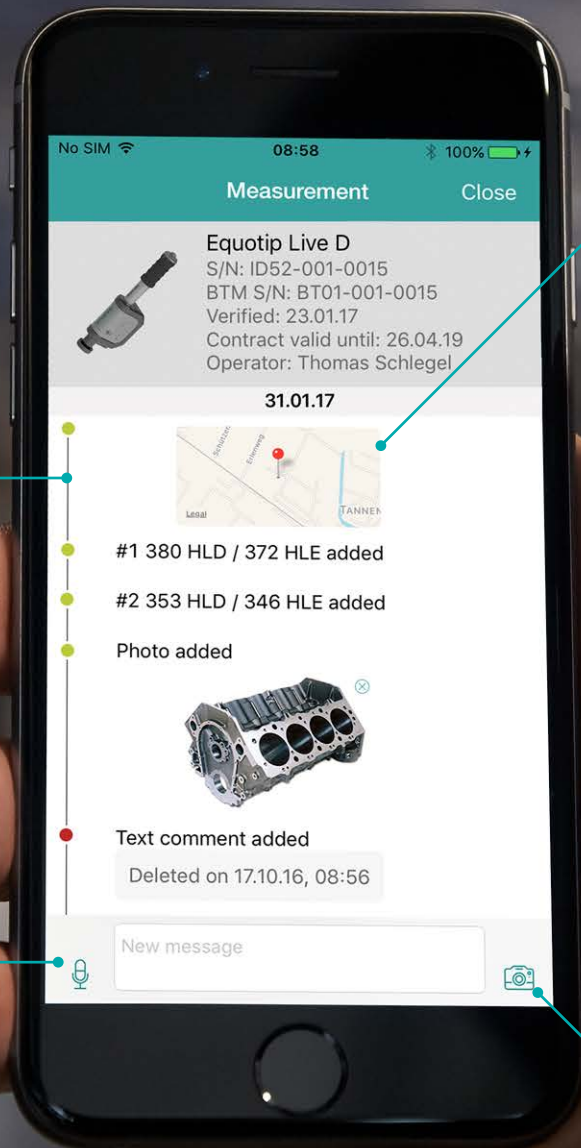 No SIM
08:58
100%
Measurement
Close
Equotip Live D
S/N: ID52-001-0015
BTM S/N: BT01-001-0015
Verified: 23.01.17
Contract valid until: 26.04.19
Operator: Thomas Schlegel
31.01.17
Schützen
Erlenweg
Legal
TANNEN
#1 380 HLD / 372 HLE added
#2 353 HLD / 346 HLE added
Photo added
Text comment added
Deleted on 17.10.16, 08:56
New message